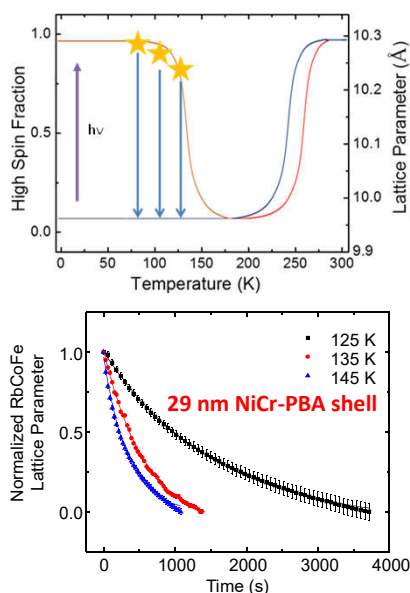 1.0
0.5
0.0
High Spin Fraction
hν
10.3
10.2
10.1
10.0
9.9
Lattice Parameter (Å)
0 50 100 150 200 250 300
Temperature (K)
1.0
0.5
0.0
Normalized RbCoFe
Lattice Parameter
125 K
135 K
145 K
29 nm NiCr-PBA shell
0 1000 2000 3000 4000
Time (s)